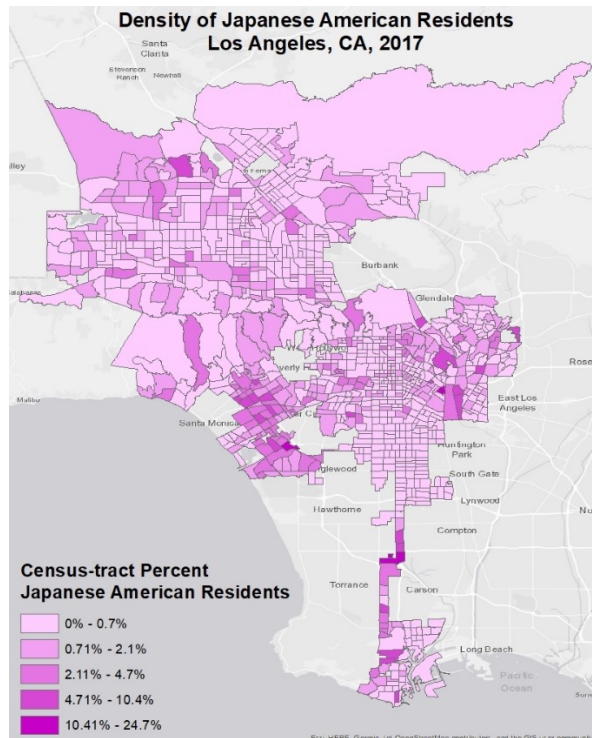 Density of Japanese American Residents
Los Angeles, CA, 2017
Santa
Clarita
Stevenson
Ranch
Newhall
Burbank
Glendale
Rose
East Los
Angeles
Malibu
Santa Monica
Huntington
Park
South Gate
Lynwood
Hawthorne
Compton
Torrance
Carson
Long Beach
Pacific
Ocean
Census-tract Percent
Japanese American Residents
0% - 0.7%
0.71% - 2.1%
2.11% - 4.7%
4.71% - 10.4%
10.41% - 24.7%